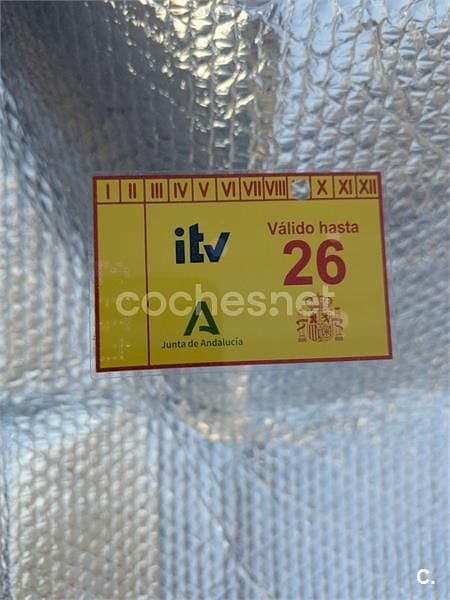 I II III IV V VI VII VIII X XI XII
itv
Válido hasta
26
coches.net
Junta de Andalucía
C.